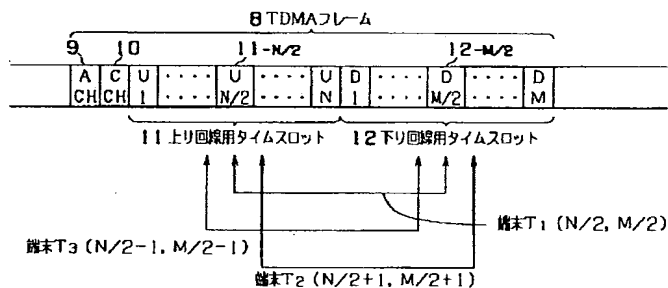 8 TDMAフレーム
9 10 11-N/2 12-M/2
A CH
C CH
U 1
････
U N/2
････
U N
D 1
････
D M/2
････
D M
11 上り回線用タイムスロット
12 下り回線用タイムスロット
端末T1 (N/2, M/2)
端末T3 (N/2-1, M/2-1)
端末T2 (N/2+1, M/2+1)